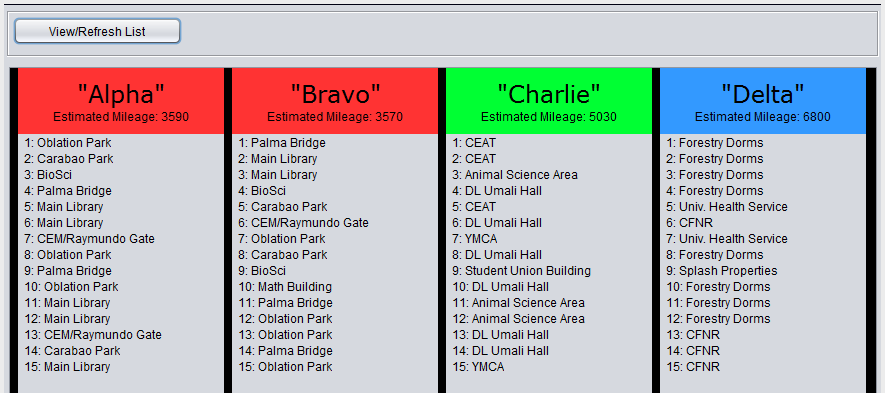 View/Refresh List
"Alpha"
Estimated Mileage: 3590
1: Oblation Park
2: Carabao Park
3: BioSci
4: Palma Bridge
5: Main Library
6: Main Library
7: CEM/Raymundo Gate
8: Oblation Park
9: Palma Bridge
10: Oblation Park
11: Main Library
12: Main Library
13: CEM/Raymundo Gate
14: Carabao Park
15: Main Library
"Bravo"
Estimated Mileage: 3570
1: Palma Bridge
2: Main Library
3: Main Library
4: BioSci
5: Carabao Park
6: CEM/Raymundo Gate
7: Oblation Park
8: Carabao Park
9: BioSci
10: Math Building
11: Palma Bridge
12: Oblation Park
13: Oblation Park
14: Palma Bridge
15: Oblation Park
"Charlie"
Estimated Mileage: 5030
1: CEAT
2: CEAT
3: Animal Science Area
4: DL Umali Hall
5: CEAT
6: DL Umali Hall
7: YMCA
8: DL Umali Hall
9: Student Union Building
10: DL Umali Hall
11: Animal Science Area
12: Animal Science Area
13: DL Umali Hall
14: DL Umali Hall
15: YMCA
"Delta"
Estimated Mileage: 6800
1: Forestry Dorms
2: Forestry Dorms
3: Forestry Dorms
4: Forestry Dorms
5: Univ. Health Service
6: CFNR
7: Univ. Health Service
8: Forestry Dorms
9: Splash Properties
10: Forestry Dorms
11: Forestry Dorms
12: Forestry Dorms
13: CFNR
14: CFNR
15: CFNR